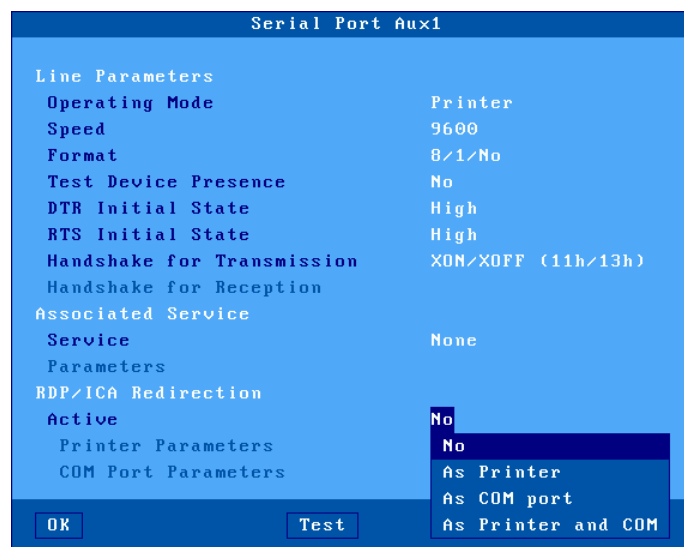 Serial Port Aux1
Line Parameters
Operating Mode Printer
Speed 9600
Format 8/1/No
Test Device Presence No
DTR Initial State High
RTS Initial State High
Handshake for Transmission XON/XOFF (11h/13h)
Handshake for Reception
Associated Service
Service None
Parameters
RDP/ICA Redirection
Active No
Printer Parameters No
COM Port Parameters As Printer
As COM port
OK Test As Printer and COM